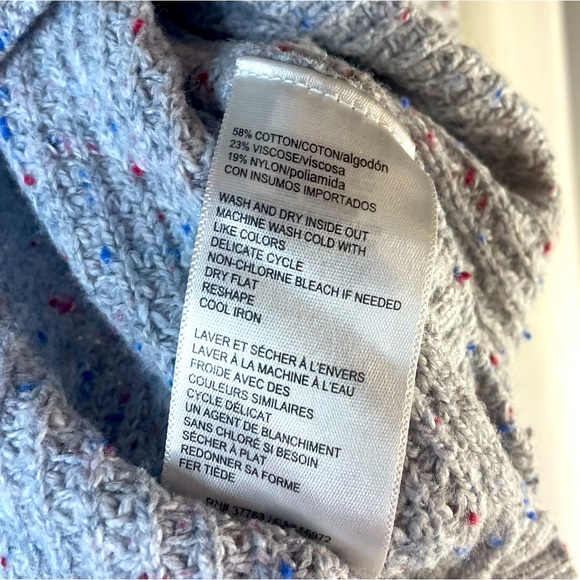 58% COTTON/COTON/algodón
23% VISCOSE/viscosa
19% NYLON/poliamida
CON INSUMOS IMPORTADOS
WASH AND DRY INSIDE OUT
MACHINE WASH COLD WITH
LIKE COLORS
DELICATE CYCLE
NON-CHLORINE BLEACH IF NEEDED
DRY FLAT
RESHAPE
COOL IRON
LAVER ET SÉCHER À L'ENVERS
LAVER À LA MACHINE À L'EAU
FROIDE AVEC DES
COULEURS SIMILAIRES
CYCLE DÉLICAT
UN AGENT DE BLANCHIMENT
SANS CHLORÉ SI BESOIN
SÉCHER À PLAT
REDONNER SA FORME
FER TIÈDE
RN#